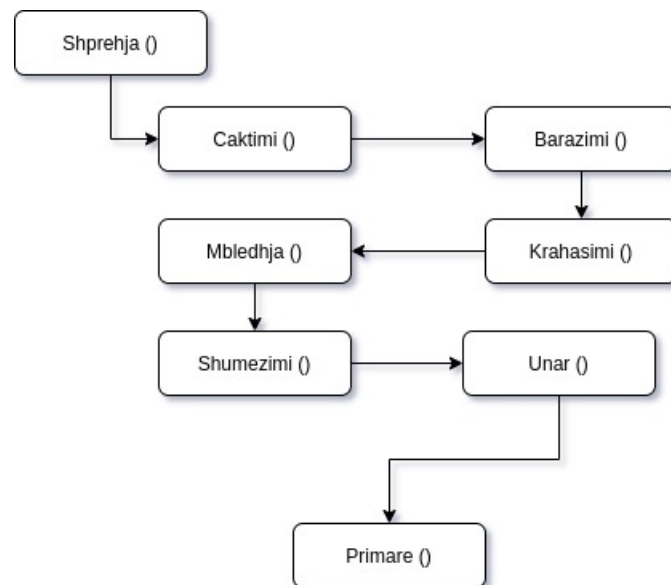 Shprehja ()
Caktimi ()
Barazimi ()
Krahasimi ()
Mbledhja ()
Shumezimi ()
Unar ()
Primare ()